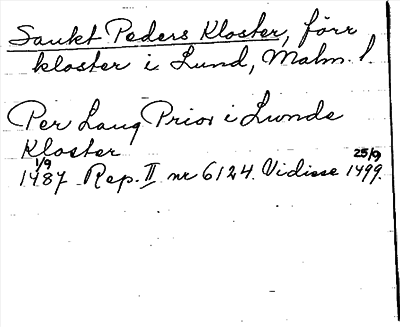 Sankt Peders Kloster, förr
kloster i Lund, Malm. l.
Per Laug Prior i Lunde
Kloster
1/9 25/9
1487 Rep. II nr 6124. Vidisse 1499.